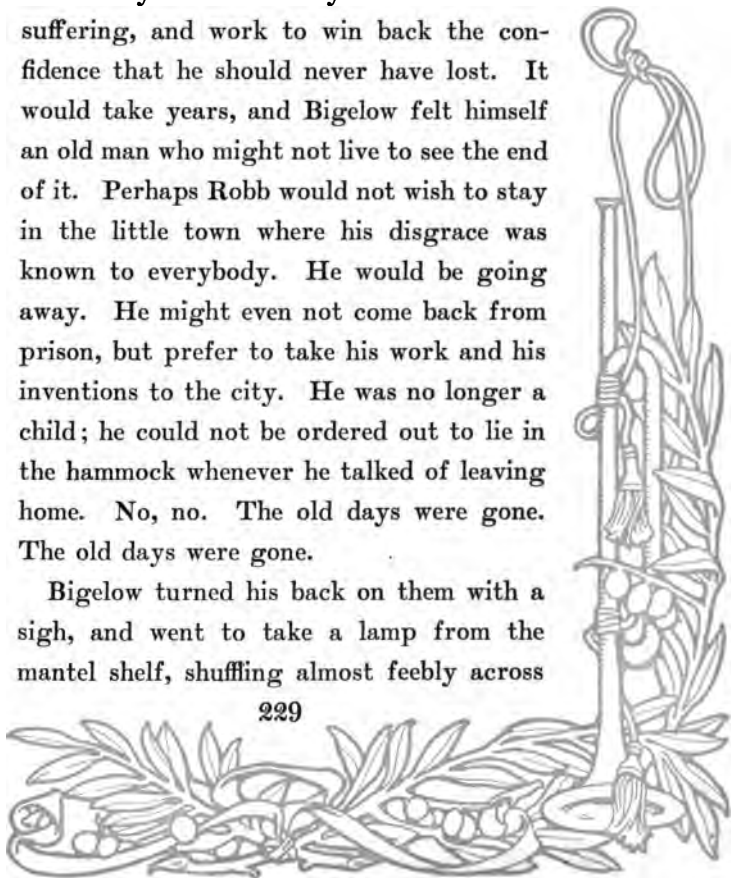 suffering, and work to win back the con-
fidence that he should never have lost. It
would take years, and Bigelow felt himself
an old man who might not live to see the end
of it. Perhaps Robb would not wish to stay
in the little town where his disgrace was
known to everybody. He would be going
away. He might even not come back from
prison, but prefer to take his work and his
inventions to the city. He was no longer a
child; he could not be ordered out to lie in
the hammock whenever he talked of leaving
home. No, no. The old days were gone.
The old days were gone.
Bigelow turned his back on them with a
sigh, and went to take a lamp from the
mantel shelf, shuffling almost feebly across
229